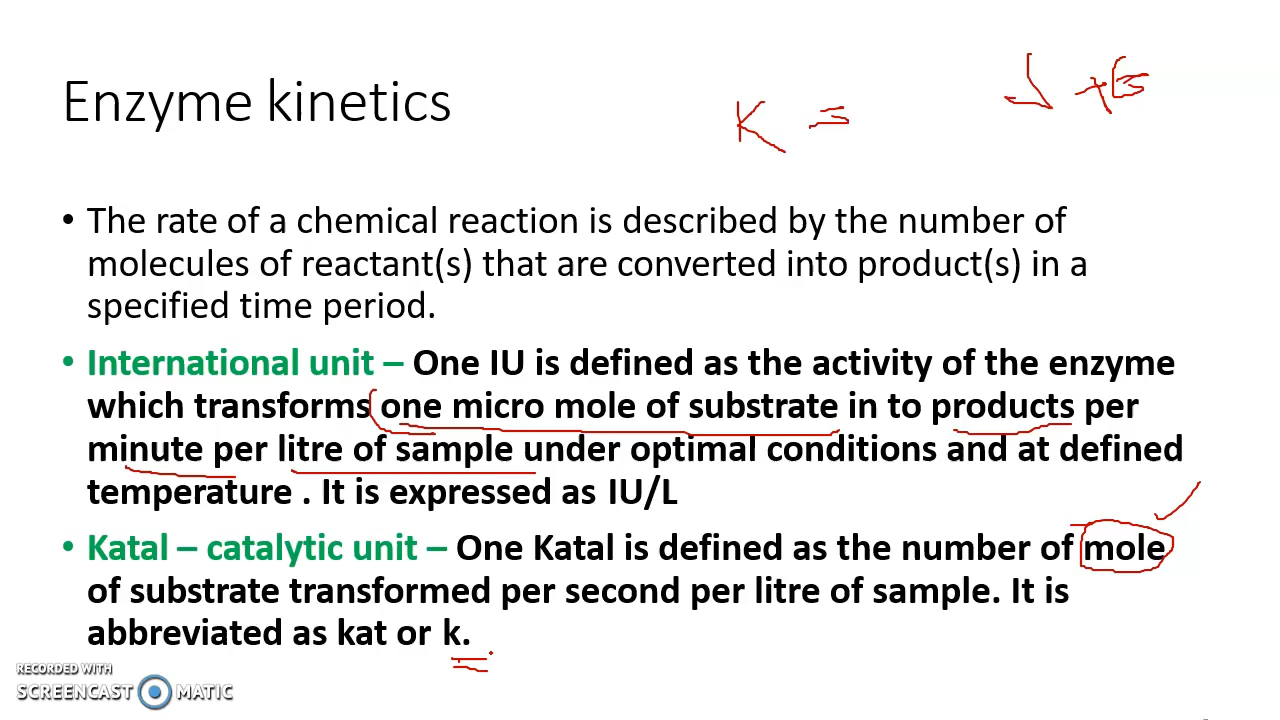 Enzyme kinetics
K =
• The rate of a chemical reaction is described by the number of
molecules of reactant(s) that are converted into product(s) in a
specified time period.
• International unit – One IU is defined as the activity of the enzyme
which transforms one micro mole of substrate in to products per
minute per litre of sample under optimal conditions and at defined
temperature . It is expressed as IU/L
• Katal – catalytic unit – One Katal is defined as the number of mole
of substrate transformed per second per litre of sample. It is
abbreviated as kat or k.
RECORDED WITH
SCREENCAST MATIC